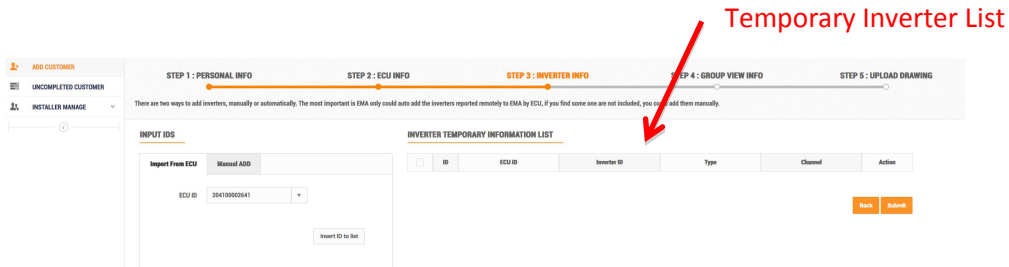 Temporary Inverter List
ADD CUSTOMER
UNCOMPLETED CUSTOMER
INSTALLER MANAGE
STEP 1 : PERSONAL INFO
STEP 2 : ECU INFO
STEP 3 : INVERTER INFO
STEP 4 : GROUP VIEW INFO
STEP 5 : UPLOAD DRAWING
There are two ways to add inverters, manually or automatically. The most important is EMA only could auto add the inverters reported remotely to EMA by ECU, if you find some one are not included, you could add them manually.
INPUT IDS
Import From ECU
Manual ADD
ECU ID
204100002641
Insert ID to list
INVERTER TEMPORARY INFORMATION LIST
ID
ECU ID
Inverter ID
Type
Channel
Action
Back
Submit